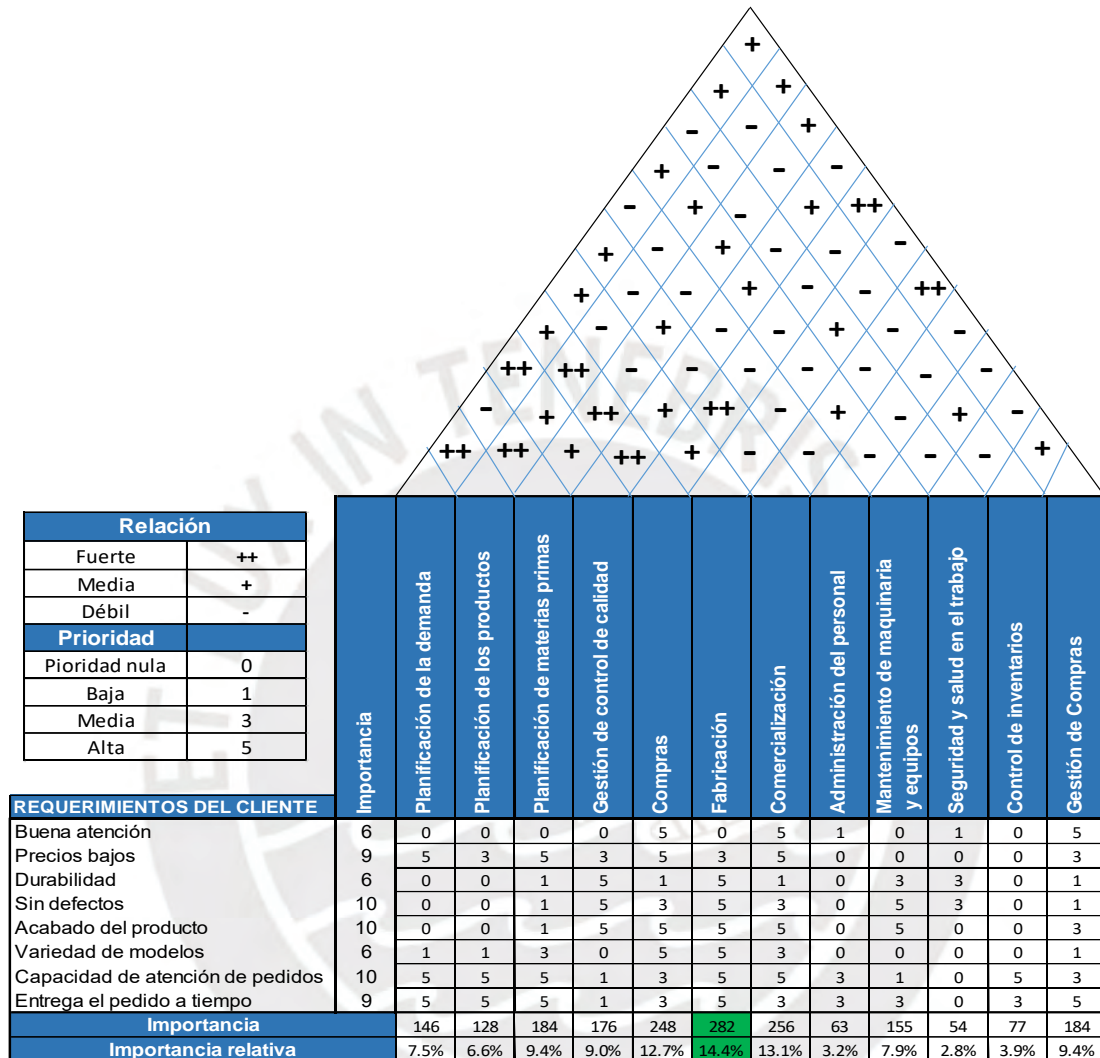 +
+ +
- - +
+ - - -
- + - + ++
+ - + - - -
+ - - + - - ++
+ - + - - + - -
++ ++ - - - - - - -
- + ++ + ++ - + - + -
++ ++ + ++ + - - - - - +
ET LUX IN TENEBRIS
Relación
Fuerte ++
Media +
Débil -
Prioridad
Pioridad nula 0
Baja 1
Media 3
Alta 5
Importancia
Planificación de la demanda
Planificación de los productos
Planificación de materias primas
Gestión de control de calidad
Compras
Fabricación
Comercialización
Administración del personal
Mantenimiento de maquinaria
y equipos
Seguridad y salud en el trabajo
Control de inventarios
Gestión de Compras
REQUERIMIENTOS DEL CLIENTE
Buena atención 6 0 0 0 0 5 0 5 1 0 1 0 5
Precios bajos 9 5 3 5 3 5 3 5 0 0 0 0 3
Durabilidad 6 0 0 1 5 1 5 1 0 3 3 0 1
Sin defectos 10 0 0 1 5 3 5 3 0 5 3 0 1
Acabado del producto 10 0 0 1 5 5 5 5 0 5 0 0 3
Variedad de modelos 6 1 1 3 0 5 5 3 0 0 0 0 1
Capacidad de atención de pedidos 10 5 5 5 1 3 5 5 3 1 0 5 3
Entrega el pedido a tiempo 9 5 5 5 1 3 5 3 3 3 0 3 5
Importancia 146 128 184 176 248 282 256 63 155 54 77 184
Importancia relativa 7.5% 6.6% 9.4% 9.0% 12.7% 14.4% 13.1% 3.2% 7.9% 2.8% 3.9% 9.4%